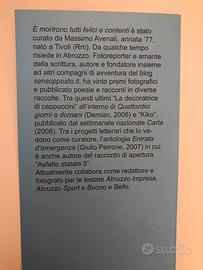 E morirono tutti felici e contenti è stato
curato da Massimo Avenali, annata '77,
nato a Tivoli (Rm). Da qualche tempo
risiede in Abruzzo. Fotoreporter e amante
della scrittura, autore e fondatore insieme
ad altri compagni di avventura del blog
sensopposto.it, ha vinto premi fotografici
e pubblicato poesie e racconti in diverse
raccolte. Tra questi ultimi "La decoratrice
di cappuccini" all'interno di Quattordici
giorni a domani (Demian, 2006) e "Kiko",
pubblicato dal settimanale nazionale Carta
(2008). Tra i progetti letterari che lo ve-
dono come curatore, l'antologia Entrata
d'emergenza (Giulio Perrone, 2007) in cui
è anche autore del racconto di apertura
"Asfalto statale 5".
Attualmente collabora come redattore e
fotografo per le testate Abruzzo Impresa,
Abruzzo Sport e Buono e Bello.
subito